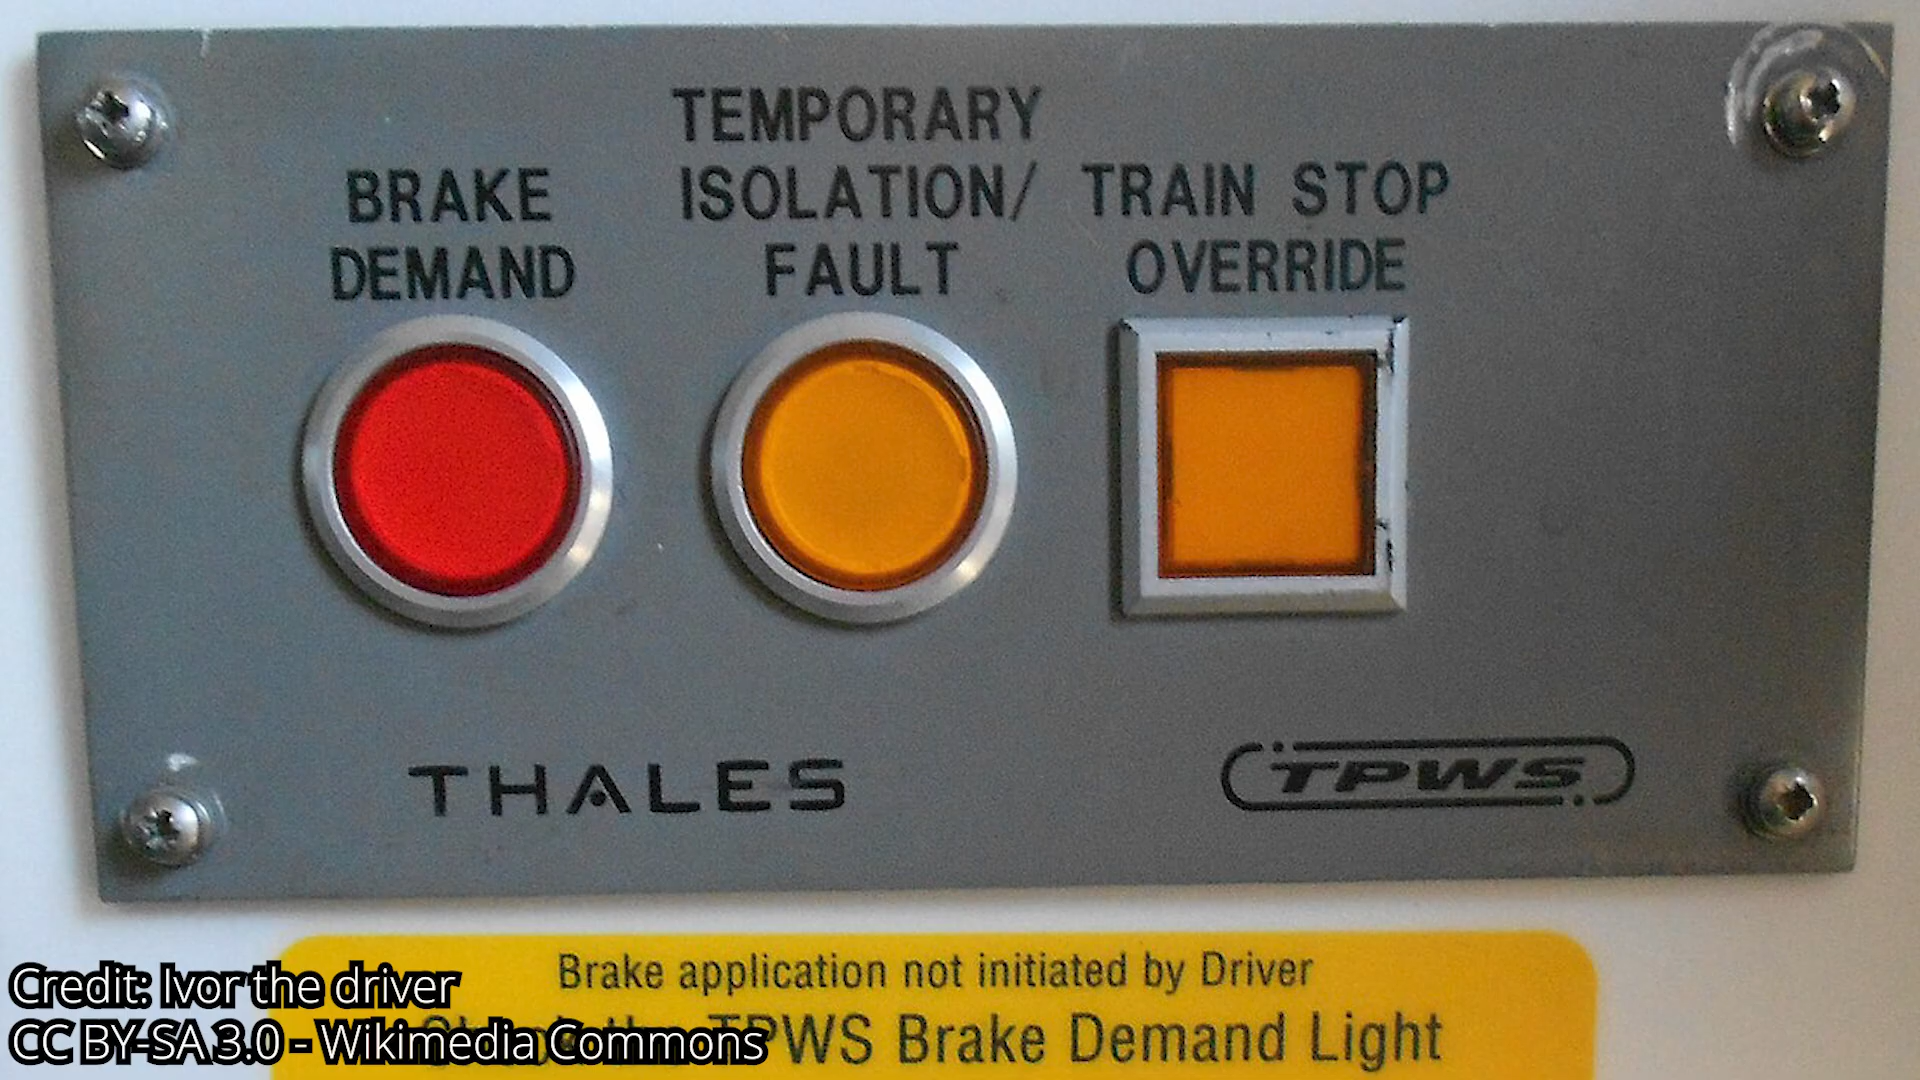 BRAKE
DEMAND
TEMPORARY
ISOLATION/
FAULT
TRAIN STOP
OVERRIDE
THALES
TPWS
Brake application not initiated by Driver
TPWS Brake Demand Light
Credit: Ivor the driver
CC BY-SA 3.0 - Wikimedia Commons